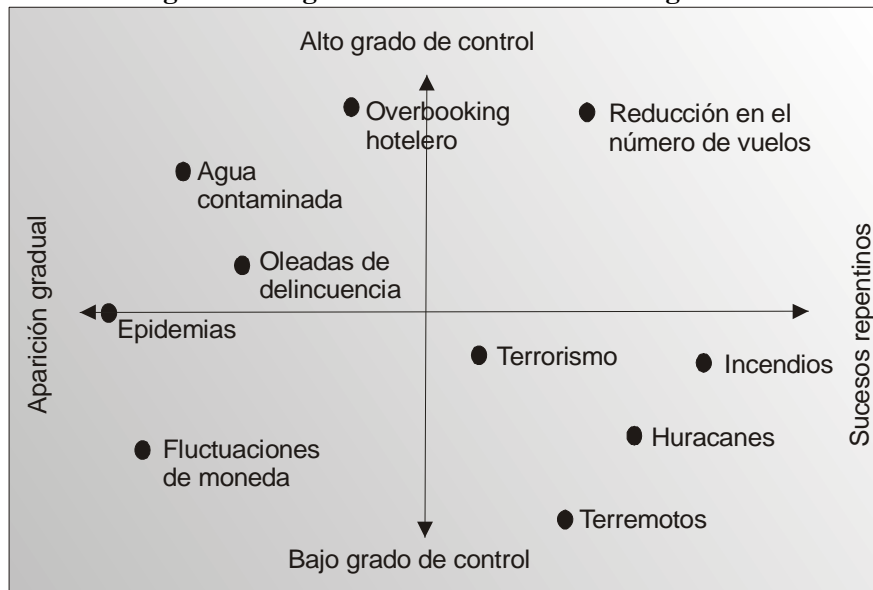 Alto grado de control
Overbooking
hotelero
Reducción en el
número de vuelos
Agua
contaminada
Oleadas de
delincuencia
Aparición gradual
Sucesos repentinos
Epidemias
Terrorismo
Incendios
Huracanes
Fluctuaciones
de moneda
Terremotos
Bajo grado de control